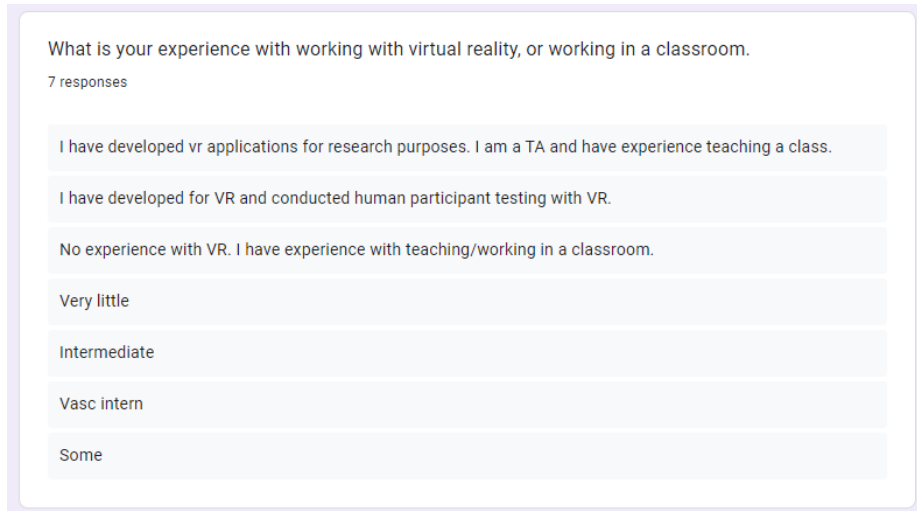 What is your experience with working with virtual reality, or working in a classroom.
7 responses
I have developed vr applications for research purposes. I am a TA and have experience teaching a class.
I have developed for VR and conducted human participant testing with VR.
No experience with VR. I have experience with teaching/working in a classroom.
Very little
Intermediate
Vasc intern
Some